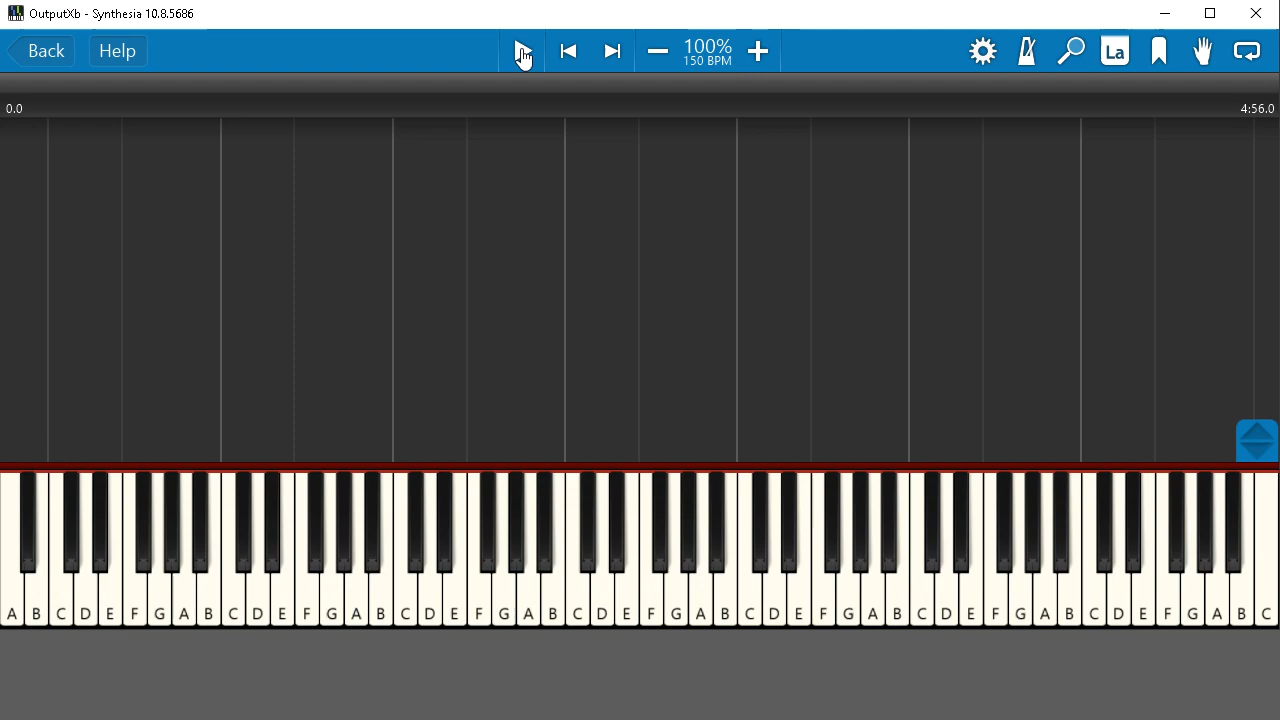 OutputXb - Synthesia 10.8.5686
Back Help 100% La
150 BPM
0.0 4:56.0
A B C D E F G A B C D E F G A B C D E F G A B C D E F G A B C D E F G A B C D E F G A B C D E F G A B C